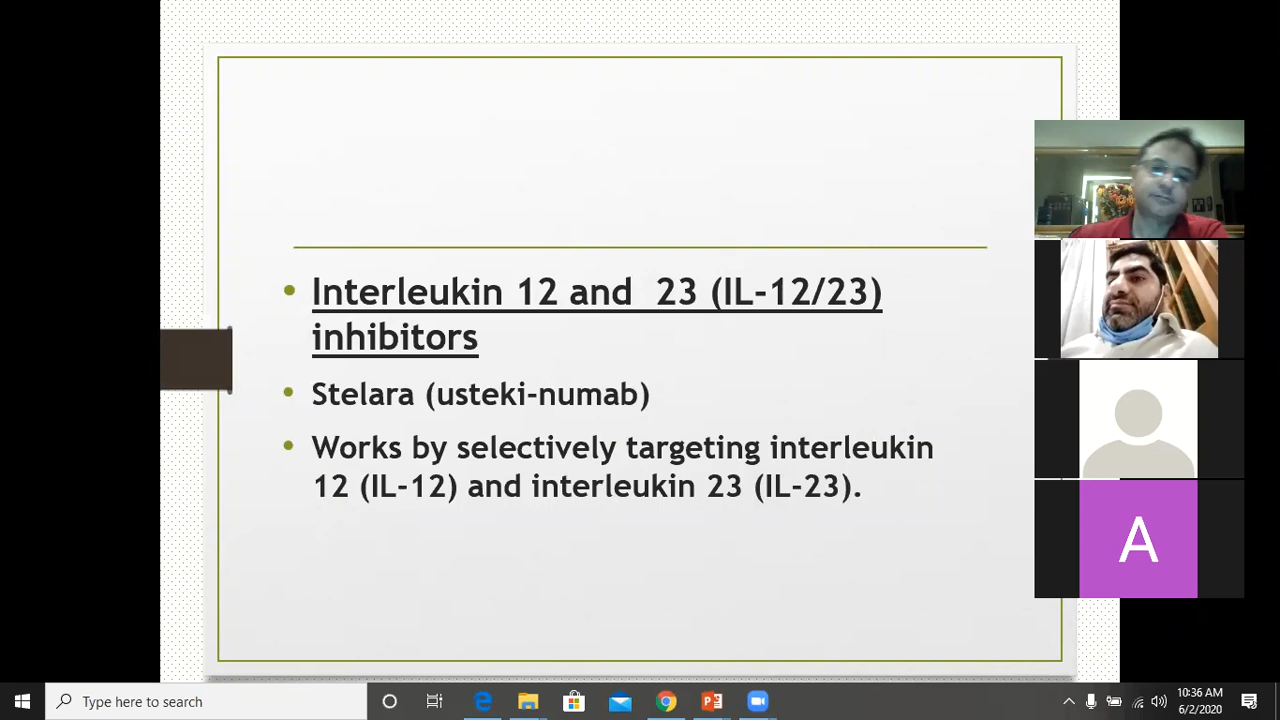 • Interleukin 12 and  23 (IL-12/23)
inhibitors
• Stelara (usteki-numab)
• Works by selectively targeting interleukin
12 (IL-12) and interleukin 23 (IL-23).
A
Type here to search
10:36 AM
6/2/2020